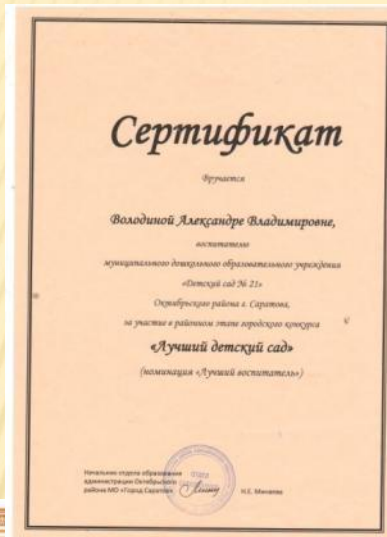 Сертификат
Вручается
Володиной Александре Владимировне,
воспитателю
муниципального дошкольного образовательного учреждения
«Детский сад № 21»
Октябрьского района г. Саратова,
за участие в районном этапе городского конкурса
«Лучший детский сад»
(номинация «Лучший воспитатель»)
Начальник отдела образования
администрации Октябрьского
района МО «Город Саратов»
Н.Е.